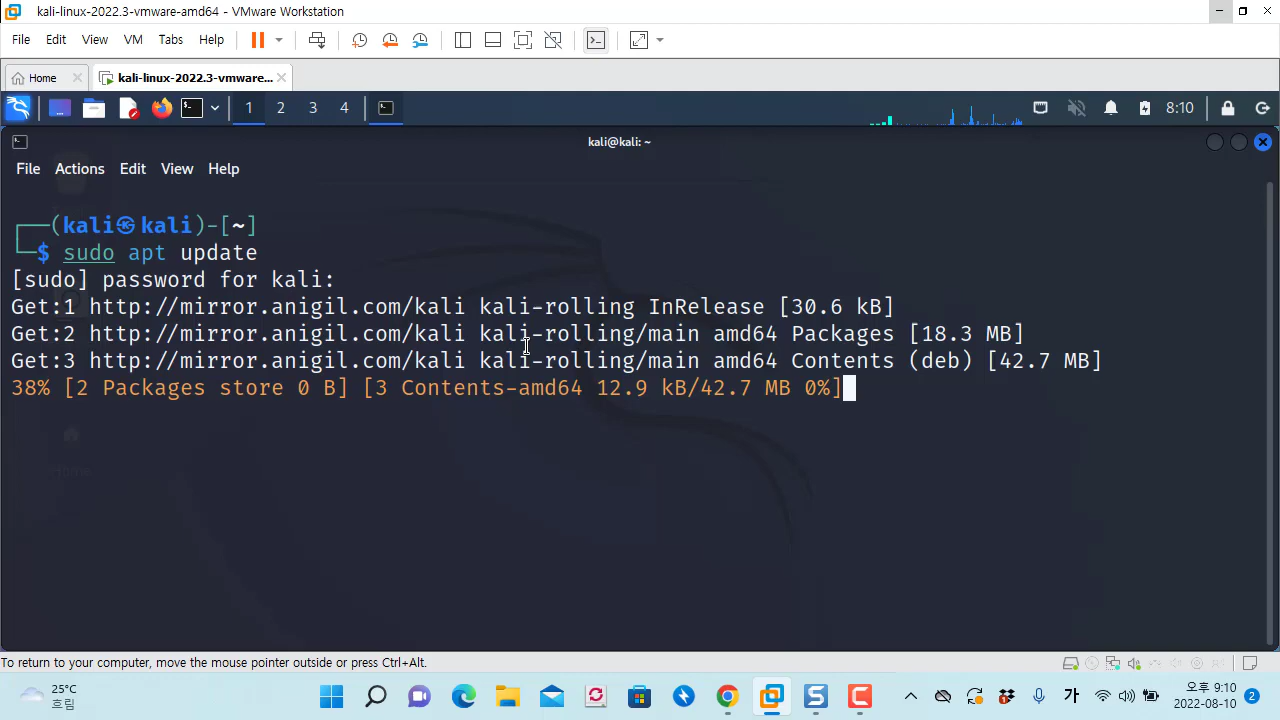 kali-linux-2022.3-vmware-amd64 - VMware Workstation
File Edit View VM Tabs Help
Home kali-linux-2022.3-vmware...
1 2 3 4 8:10
kali@kali: ~
File Actions Edit View Help
┌──(kali㉿kali)-[~]
└─$ sudo apt update
[sudo] password for kali:
Get:1 http://mirror.anigil.com/kali kali-rolling InRelease [30.6 kB]
Get:2 http://mirror.anigil.com/kali kali-rolling/main amd64 Packages [18.3 MB]
Get:3 http://mirror.anigil.com/kali kali-rolling/main amd64 Contents (deb) [42.7 MB]
38% [2 Packages store 0 B] [3 Contents-amd64 12.9 kB/42.7 MB 0%]
To return to your computer, move the mouse pointer outside or press Ctrl+Alt.
25°C
흐림
가
오후 9:10
2022-08-10
2